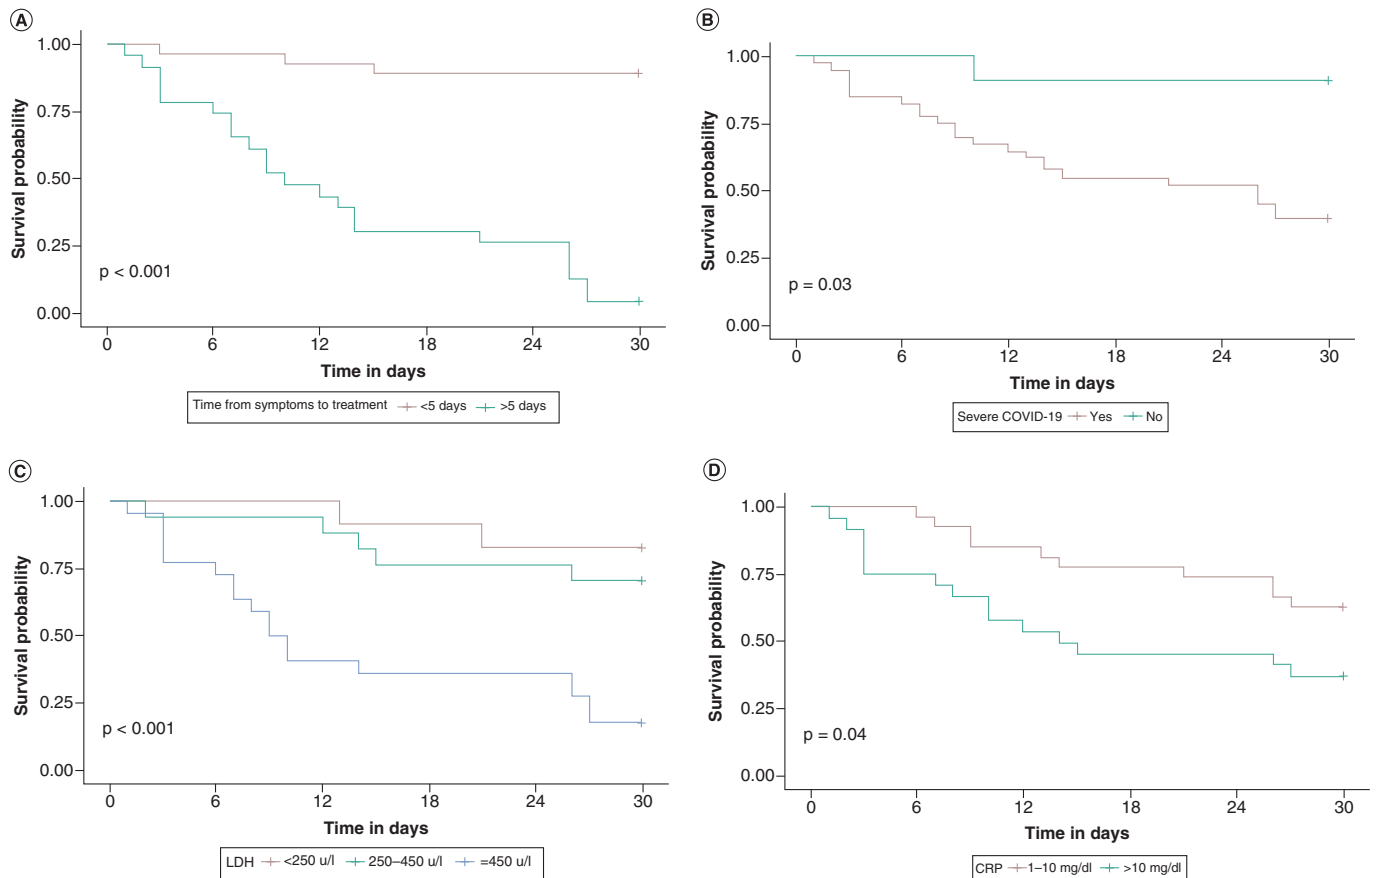 A
1.00
0.75
0.50
0.25
0.00
Survival probability
p < 0.001
0 6 12 18 24 30
Time in days
Time from symptoms to treatment <5 days >5 days
B
1.00
0.75
0.50
0.25
0.00
Survival probability
p = 0.03
0 6 12 18 24 30
Time in days
Severe COVID-19 Yes No
C
1.00
0.75
0.50
0.25
0.00
Survival probability
p < 0.001
0 6 12 18 24 30
Time in days
LDH <250 u/l 250–450 u/l =450 u/l
D
1.00
0.75
0.50
0.25
0.00
Survival probability
p = 0.04
0 6 12 18 24 30
Time in days
CRP 1–10 mg/dl >10 mg/dl